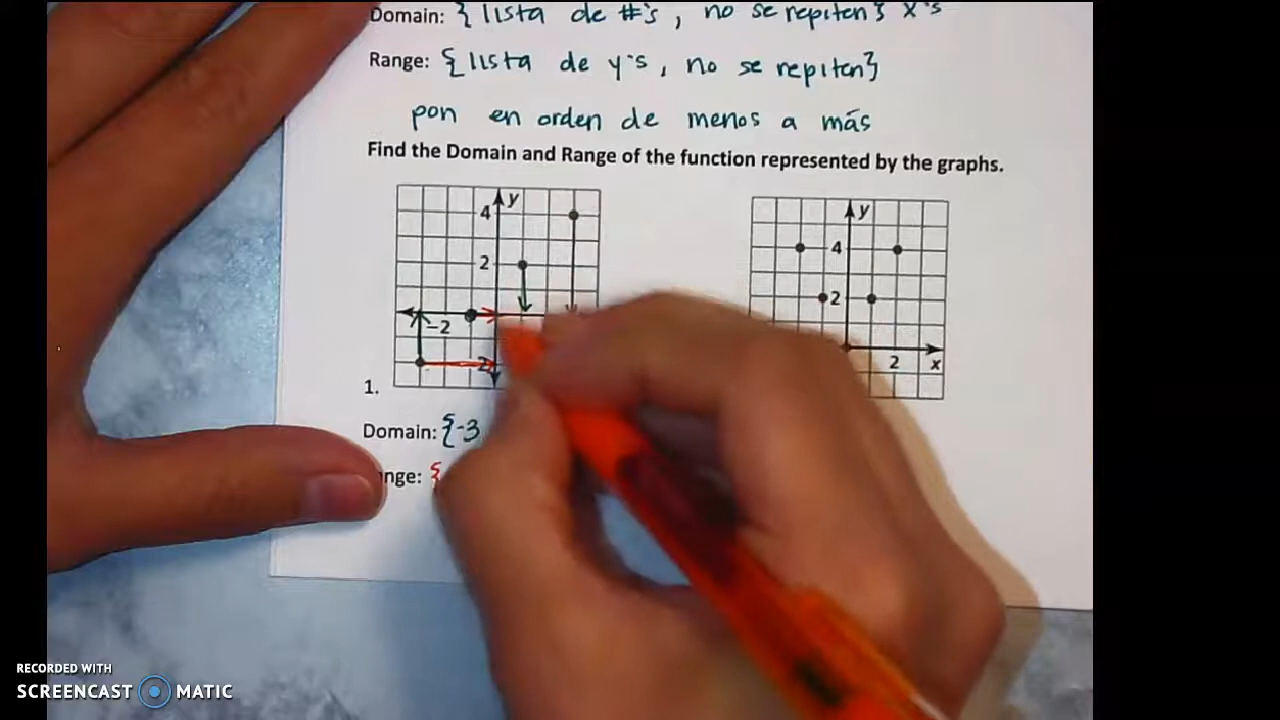 Domain: { lista de #'s, no se repiten} x's
Range: {lista de y's, no se repiten}
pon en orden de menos a más
Find the Domain and Range of the function represented by the graphs.
y y
4 4
2 2
-2
2 x
1.
Domain: {-3
nge: {
RECORDED WITH
SCREENCAST MATIC